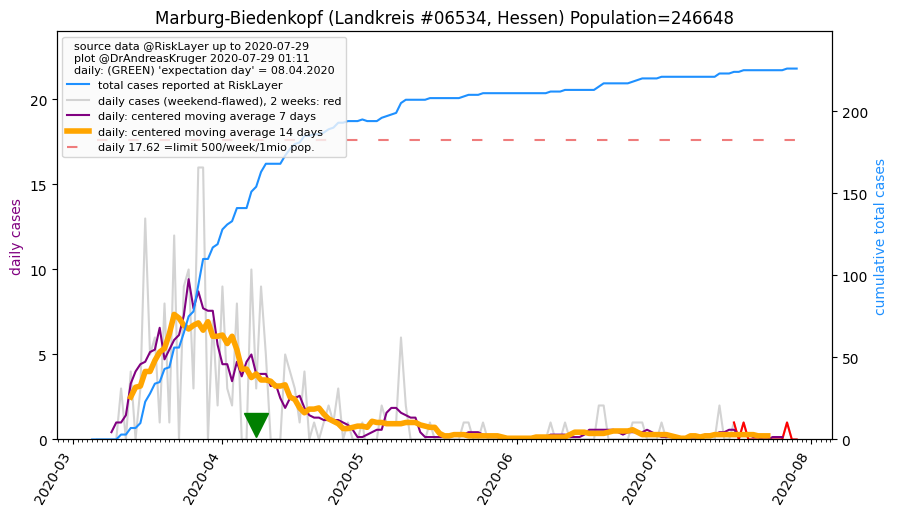 Marburg-Biedenkopf (Landkreis #06534, Hessen) Population=246648
source data @RiskLayer up to 2020-07-29
plot @DrAndreasKruger 2020-07-29 01:11
daily: (GREEN) 'expectation day' = 08.04.2020
total cases reported at RiskLayer
daily cases (weekend-flawed), 2 weeks: red
daily: centered moving average 7 days
daily: centered moving average 14 days
daily 17.62 =limit 500/week/1mio pop.
daily cases
20
15
10
5
0
cumulative total cases
200
150
100
50
0
2020-03
2020-04
2020-05
2020-06
2020-07
2020-08